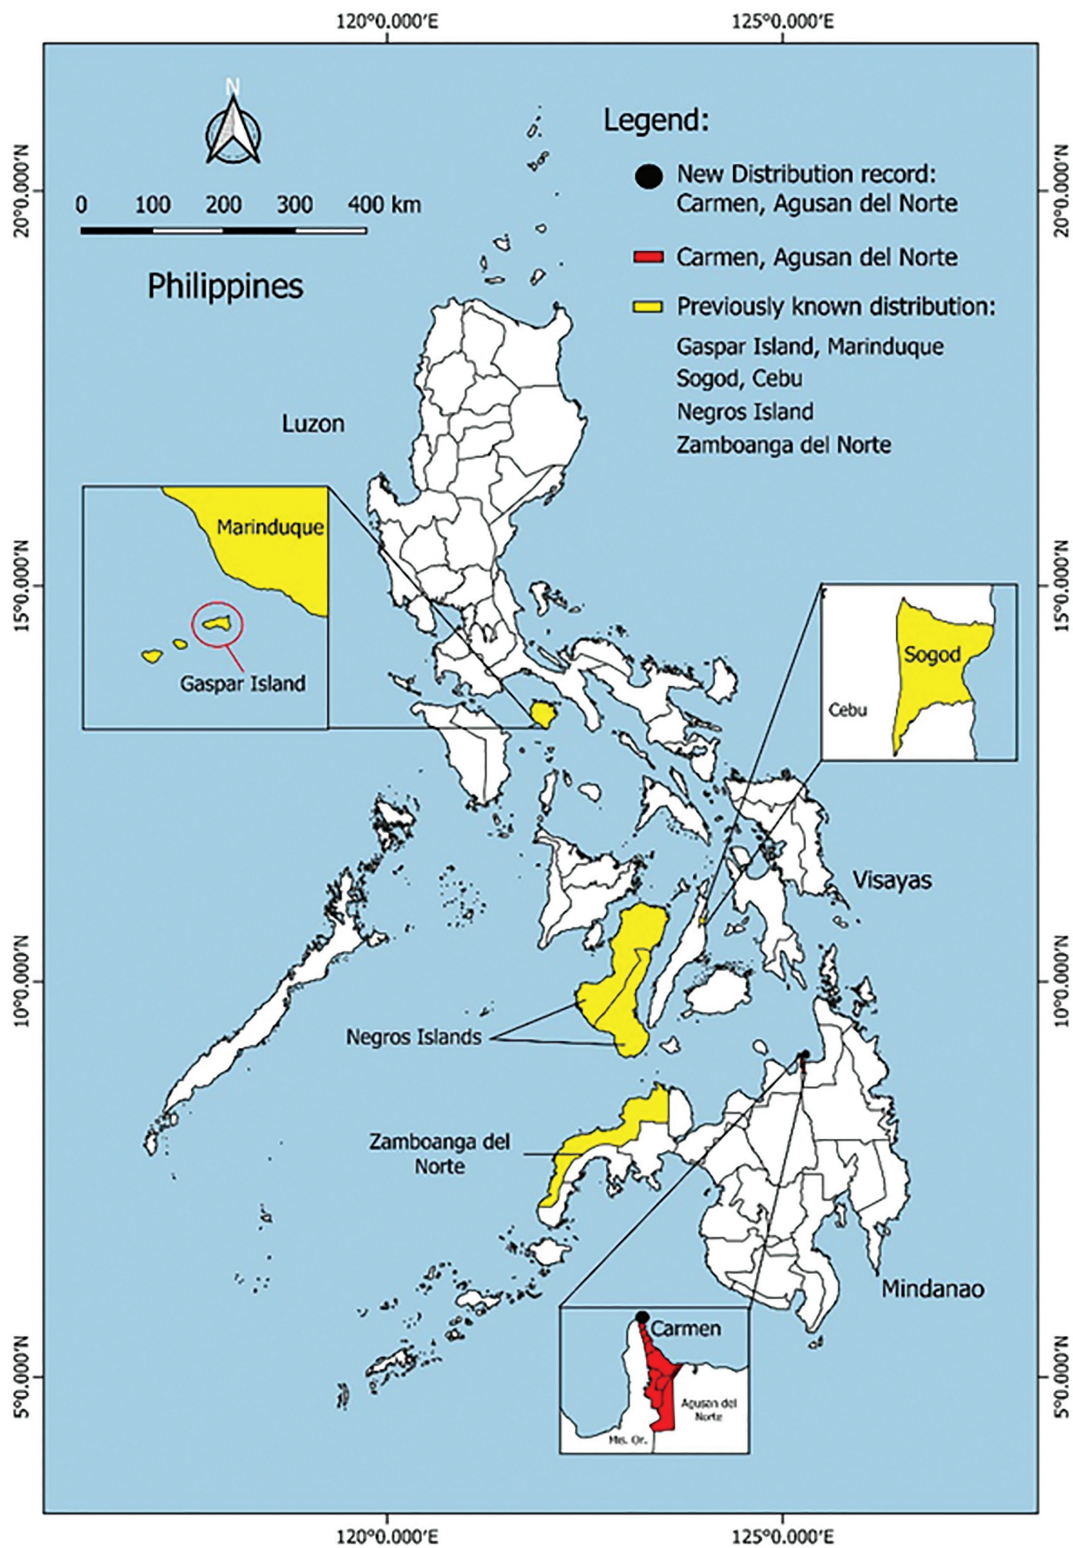 120°0.000′E 125°0.000′E
N
Legend:
New Distribution record:
Carmen, Agusan del Norte
Carmen, Agusan del Norte
Previously known distribution:
Gaspar Island, Marinduque
Sogod, Cebu
Negros Island
Zamboanga del Norte
20°0.000′N
20°0.000′N
0 100 200 300 400 km
Philippines
Luzon
Marinduque
Gaspar Island
15°0.000′N
15°0.000′N
Sogod
Cebu
Visayas
10°0.000′N
10°0.000′N
Negros Islands
Zamboanga del
Norte
Mindanao
Carmen
Agusan del
Norte
Mis. Or.
5°0.000′N
5°0.000′N
120°0.000′E 125°0.000′E